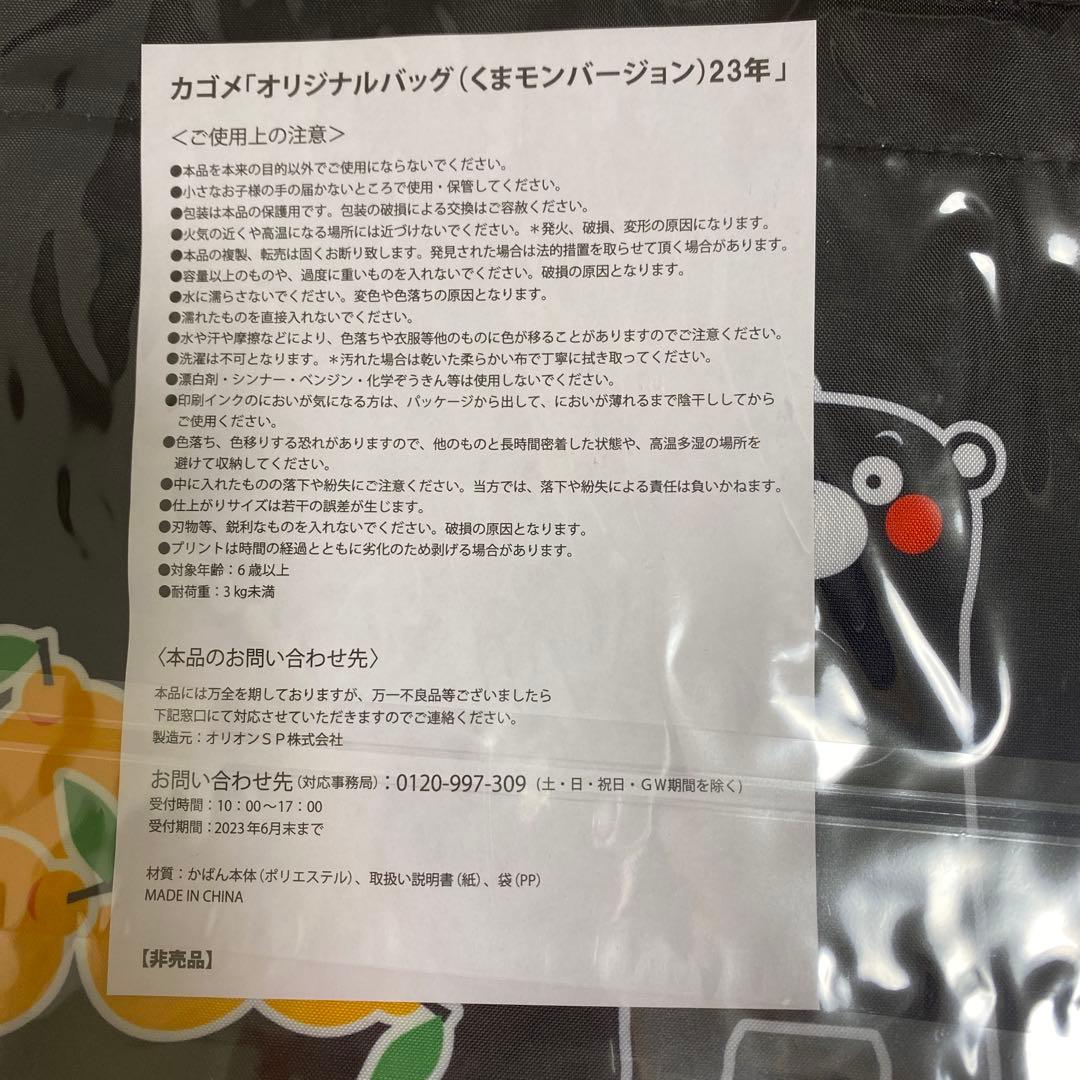 カゴメ「オリジナルバッグ(くまモンバージョン)23年」
＜ご使用上の注意＞
●本品を本来の目的以外でご使用にならないでください。
●小さなお子様の手の届かないところで使用・保管してください。
●包装は本品の保護用です。包装の破損による交換はご容赦ください。
●火気の近くや高温になる場所には近づけないでください。＊発火、破損、変形の原因になります。
●本品の複製、転売は固くお断り致します。発見された場合は法的措置を取らせて頂く場合があります。
●容量以上のものや、過度に重いものを入れないでください。破損の原因となります。
●水に濡らさないでください。変色や色落ちの原因となります。
●濡れたものを直接入れないでください。
●水や汗や摩擦などにより、色落ちや衣服等他のものに色が移ることがありますのでご注意ください。
●洗濯は不可となります。＊汚れた場合は乾いた柔らかい布で丁寧に拭き取ってください。
●漂白剤・シンナー・ベンジン・化学ぞうきん等は使用しないでください。
●印刷インクのにおいが気になる方は、パッケージから出して、においが薄れるまで陰干ししてから
ご使用ください。
●色落ち、色移りする恐れがありますので、他のものと長時間密着した状態や、高温多湿の場所を
避けて収納してください。
●中に入れたものの落下や紛失にご注意ください。当方では、落下や紛失による責任は負いかねます。
●仕上がりサイズは若干の誤差が生じます。
●刃物等、鋭利なものを入れないでください。破損の原因となります。
●プリントは時間の経過とともに劣化のため剥げる場合があります。
●対象年齢：6歳以上
●耐荷重：3kg未満
〈本品のお問い合わせ先〉
本品には万全を期しておりますが、万一不良品等ございましたら
下記窓口にて対応させていただきますのでご連絡ください。
製造元：オリオンＳＰ株式会社
お問い合わせ先(対応事務局)：0120-997-309 (土・日・祝日・ＧＷ期間を除く)
受付時間：10：00～17：00
受付期間：2023年6月末まで
材質：かばん本体(ポリエステル)、取扱い説明書(紙)、袋(PP)
MADE IN CHINA
【非売品】